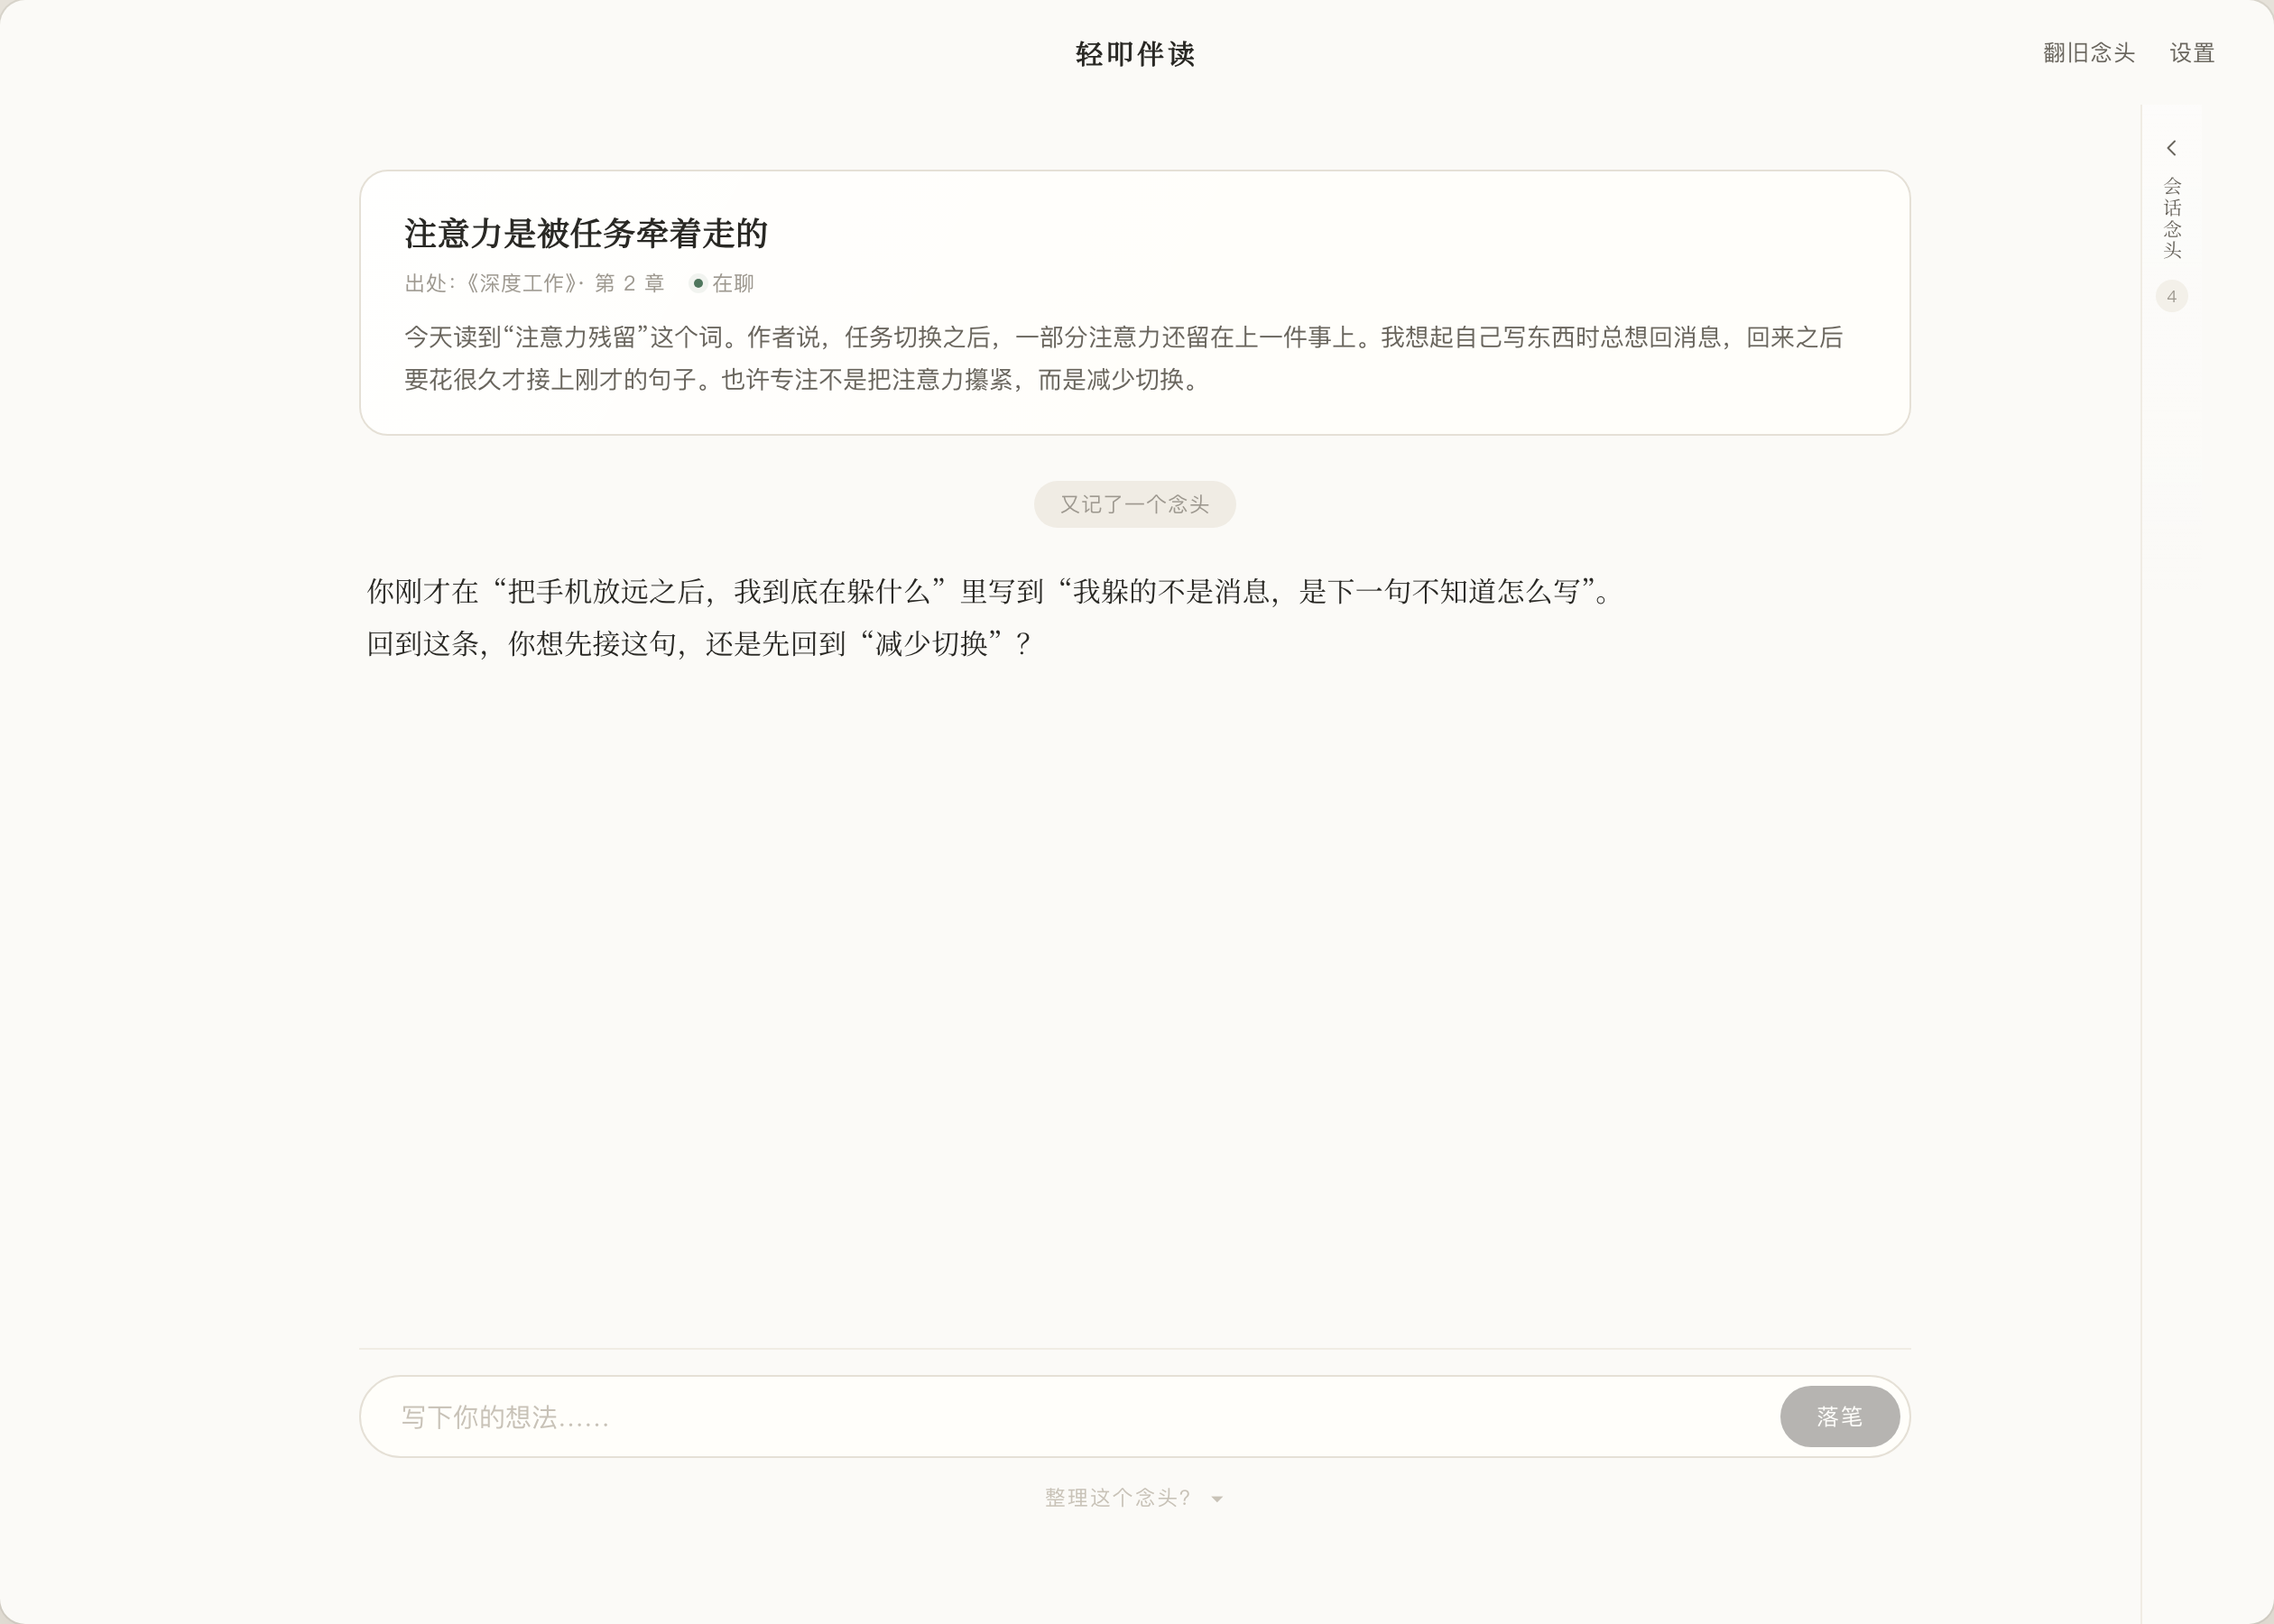 轻叩伴读
翻旧念头
设置
会话念头
4
注意力是被任务牵着走的
出处：《深度工作》· 第 2 章
在聊
今天读到“注意力残留”这个词。作者说，任务切换之后，一部分注意力还留在上一件事上。我想起自己写东西时总想回消息，回来之后
要花很久才接上刚才的句子。也许专注不是把注意力攥紧，而是减少切换。
又记了一个念头
你刚才在“把手机放远之后，我到底在躲什么”里写到“我躲的不是消息，是下一句不知道怎么写”。
回到这条，你想先接这句，还是先回到“减少切换”？
写下你的想法……
落笔
整理这个念头？